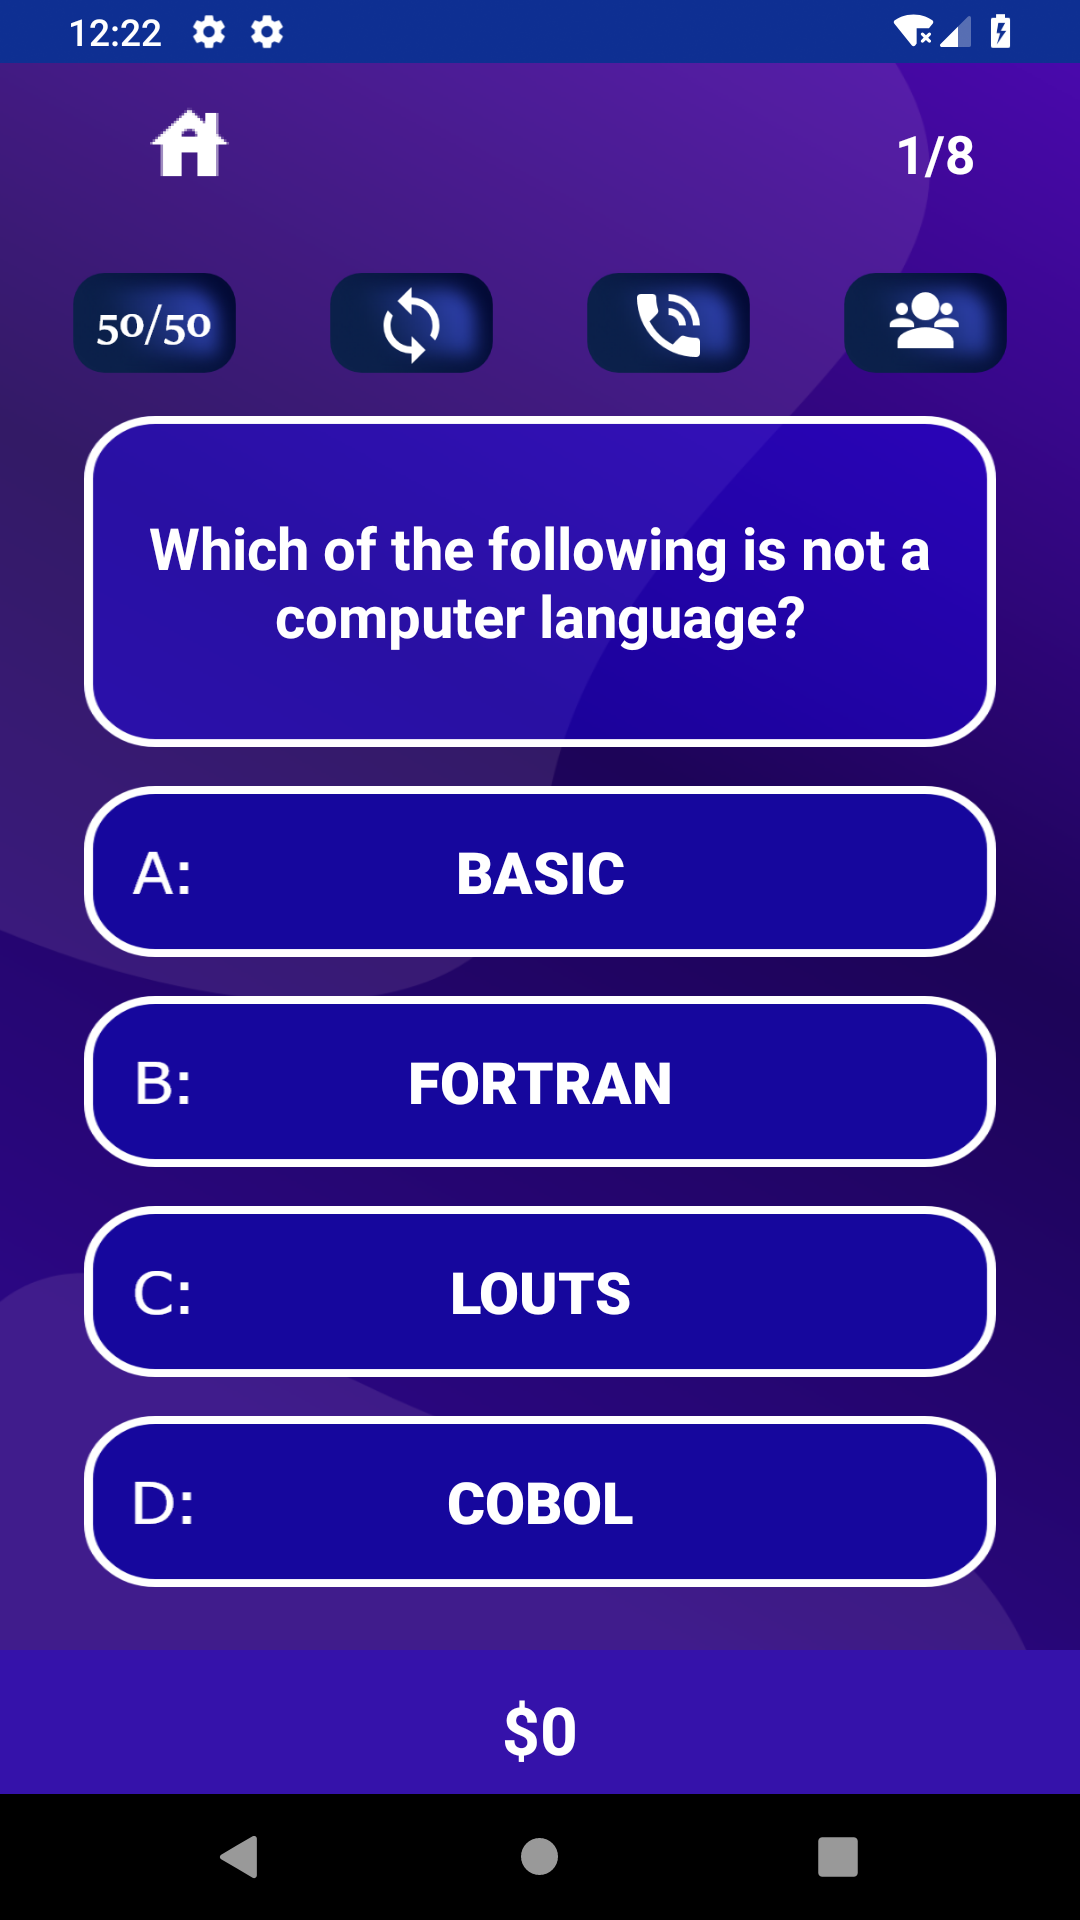 12:22
1/8
50/50
Which of the following is not a
computer language?
A: BASIC
B: FORTRAN
C: LOUTS
D: COBOL
$0